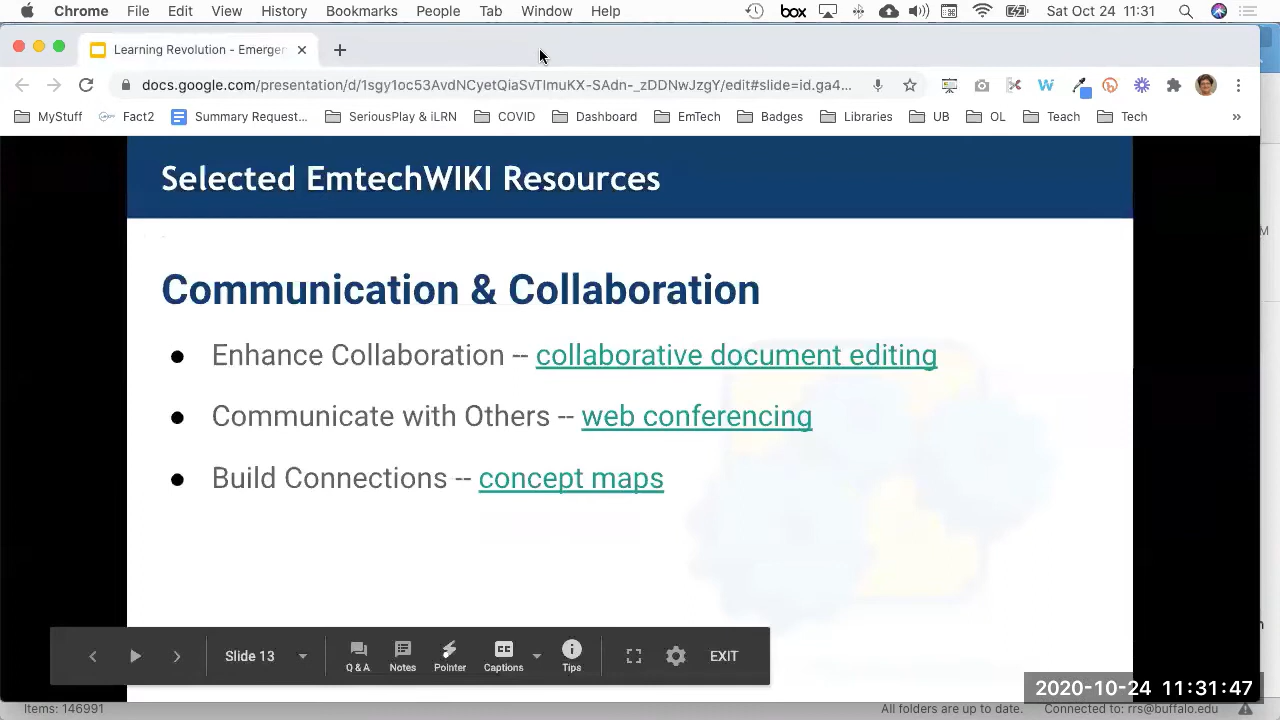 Chrome File Edit View History Bookmarks People Tab Window Help box Sat Oct 24 11:31
Learning Revolution - Emergen
docs.google.com/presentation/d/1sgy1oc53AvdNCyetOiaSvTlmuKX-SAdn-_zDDNwJzgY/edit#slide=id.ga4...
MyStuff Fact2 Summary Request... SeriousPlay & iLRN COVID Dashboard EmTech Badges Libraries UB OL Teach Tech »
Selected EmtechWIKI Resources
Communication & Collaboration
● Enhance Collaboration -- collaborative document editing
● Communicate with Others -- web conferencing
● Build Connections -- concept maps
Slide 13 Q & A Notes Pointer Captions Tips EXIT
2020-10-24 11:31:47
Items: 146991 All folders are up to date. Connected to: rrs@buffalo.edu